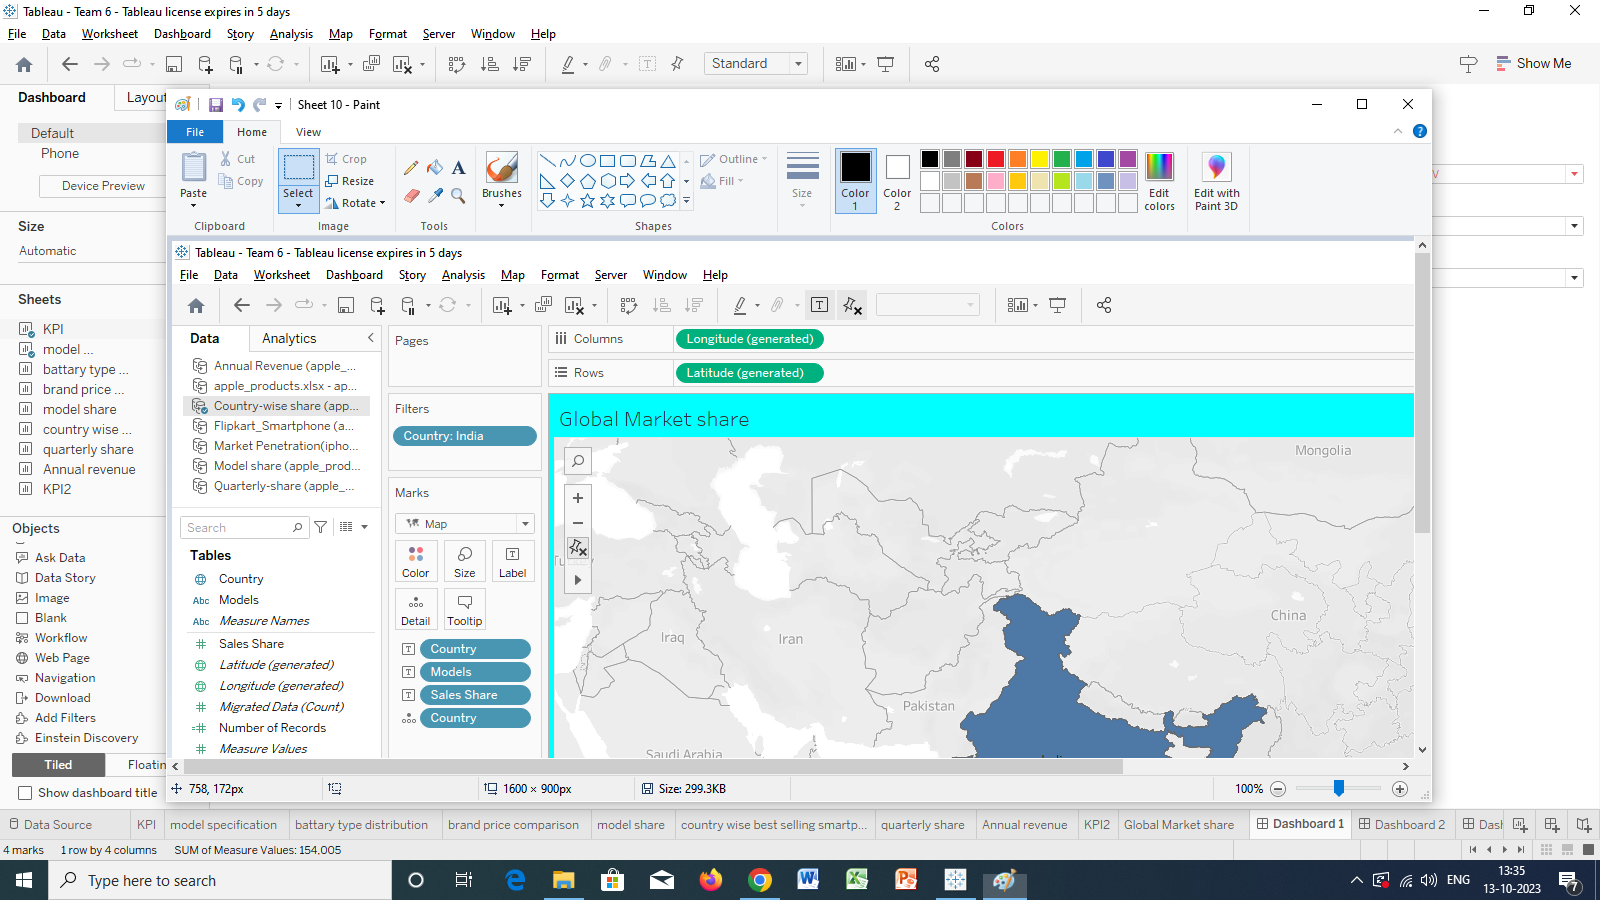 Tableau - Team 6 - Tableau license expires in 5 days
File Data Worksheet Dashboard Story Analysis Map Format Server Window Help
Standard
Show Me
Dashboard
Layou
Default
Phone
Device Preview
Size
Automatic
Sheets
KPI
model ...
battary type ...
brand price ...
model share
country wise ...
quarterly share
Annual revenue
KPI2
Objects
Ask Data
Data Story
Image
Blank
Workflow
Web Page
Navigation
Download
Add Filters
Einstein Discovery
Tiled
Floatin
Show dashboard title
Sheet 10 - Paint
File Home View
Paste
Cut
Copy
Clipboard
Select
Crop
Resize
Rotate
Image
A
Tools
Brushes
Outline
Fill
Shapes
Size
Color 1
Color 2
Edit colors
Edit with Paint 3D
Colors
Tableau - Team 6 - Tableau license expires in 5 days
File Data Worksheet Dashboard Story Analysis Map Format Server Window Help
Data
Analytics
Annual Revenue (apple_...
apple_products.xlsx - ap...
Country-wise share (app...
Flipkart_Smartphone (a...
Market Penetration(ipho...
Model share (apple_prod...
Quarterly-share (apple_...
Search
Tables
Country
Abc Models
Abc Measure Names
Sales Share
Latitude (generated)
Longitude (generated)
Migrated Data (Count)
Number of Records
Measure Values
Pages
Filters
Country: India
Marks
Map
Color
Size
Label
Detail
Tooltip
Country
Models
Sales Share
Country
Columns
Longitude (generated)
Rows
Latitude (generated)
Global Market share
Mongolia
China
Iraq
Iran
Pakistan
Saudi Arabia
758, 172px
1600 × 900px
Size: 299.3KB
100%
Data Source
KPI
model specification
battary type distribution
brand price comparison
model share
country wise best selling smartp...
quarterly share
Annual revenue
KPI2
Global Market share
Dashboard 1
Dashboard 2
Dasl
4 marks
1 row by 4 columns
SUM of Measure Values: 154,005
Type here to search
ENG
13:35
13-10-2023
7